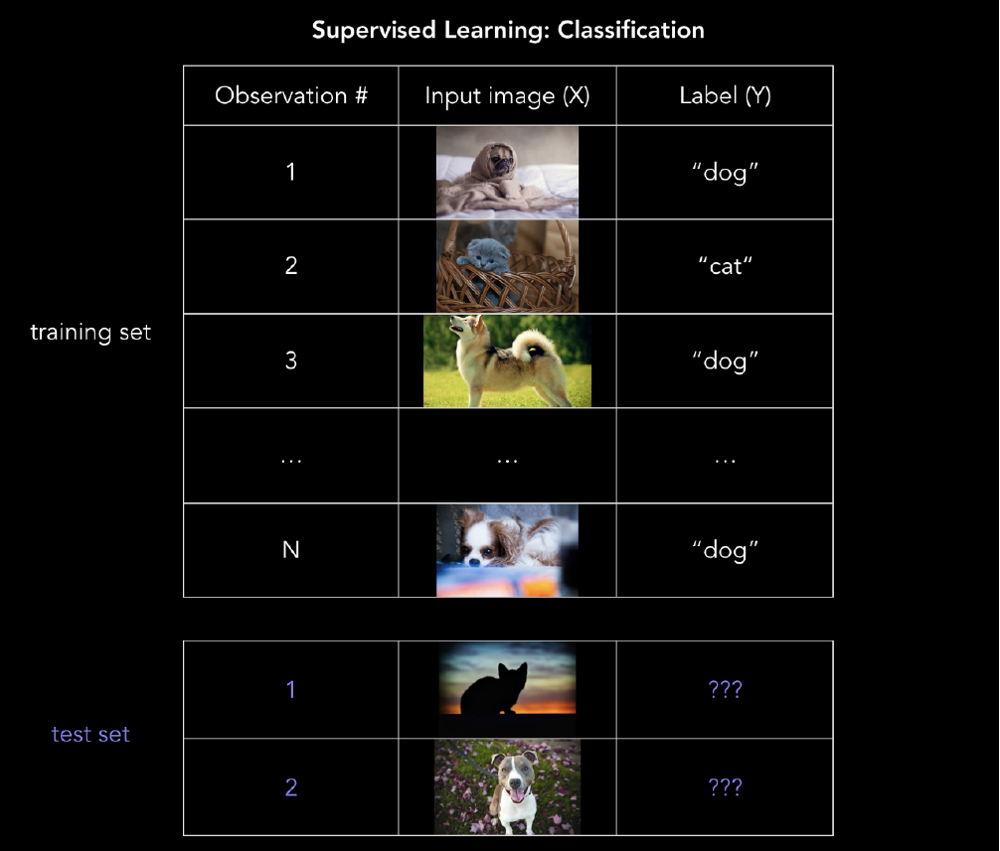 Supervised Learning: Classification
Observation # Input image (X) Label (Y)
1 “dog”
2 “cat“
training set
3 “dog”
... ... ...
N “dog”
1 ???
test set
2 ???